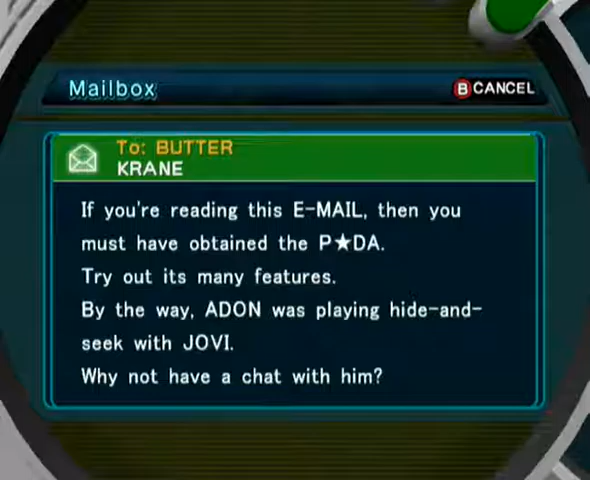 Mailbox
B CANCEL
To: BUTTER
KRANE
If you're reading this E-MAIL, then you
must have obtained the P★DA.
Try out its many features.
By the way, ADON was playing hide-and-
seek with JOVI.
Why not have a chat with him?